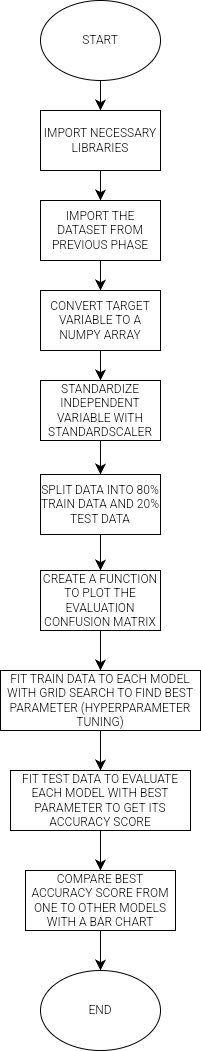 START
IMPORT NECESSARY
LIBRARIES
IMPORT THE
DATASET FROM
PREVIOUS PHASE
CONVERT TARGET
VARIABLE TO A
NUMPY ARRAY
STANDARDIZE
INDEPENDENT
VARIABLE WITH
STANDARDSCALER
SPLIT DATA INTO 80%
TRAIN DATA AND 20%
TEST DATA
CREATE A FUNCTION
TO PLOT THE
EVALUATION
CONFUSION MATRIX
FIT TRAIN DATA TO EACH MODEL
WITH GRID SEARCH TO FIND BEST
PARAMETER (HYPERPARAMETER
TUNING)
FIT TEST DATA TO EVALUATE
EACH MODEL WITH BEST
PARAMETER TO GET ITS
ACCURACY SCORE
COMPARE BEST
ACCURACY SCORE FROM
ONE TO OTHER MODELS
WITH A BAR CHART
END